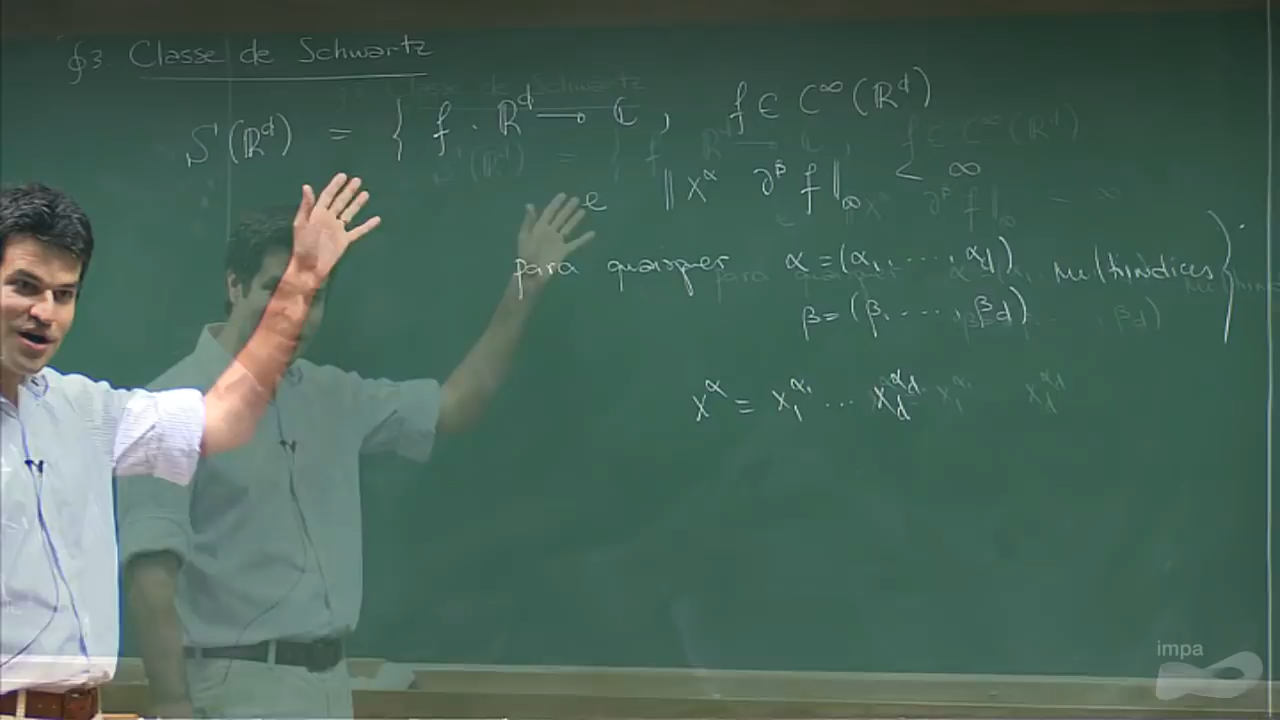 §3 Classe de Schwartz
S(ℝᵈ) = { f : ℝᵈ → ℂ, f ∈ C^∞(ℝᵈ)
e ‖x^α ∂^β f‖_∞ < ∞
para quaisquer α = (α₁, ..., α_d) multiíndices
β = (β₁, ..., β_d) }.
x^α = x₁^α₁ ... x_d^α_d
impa